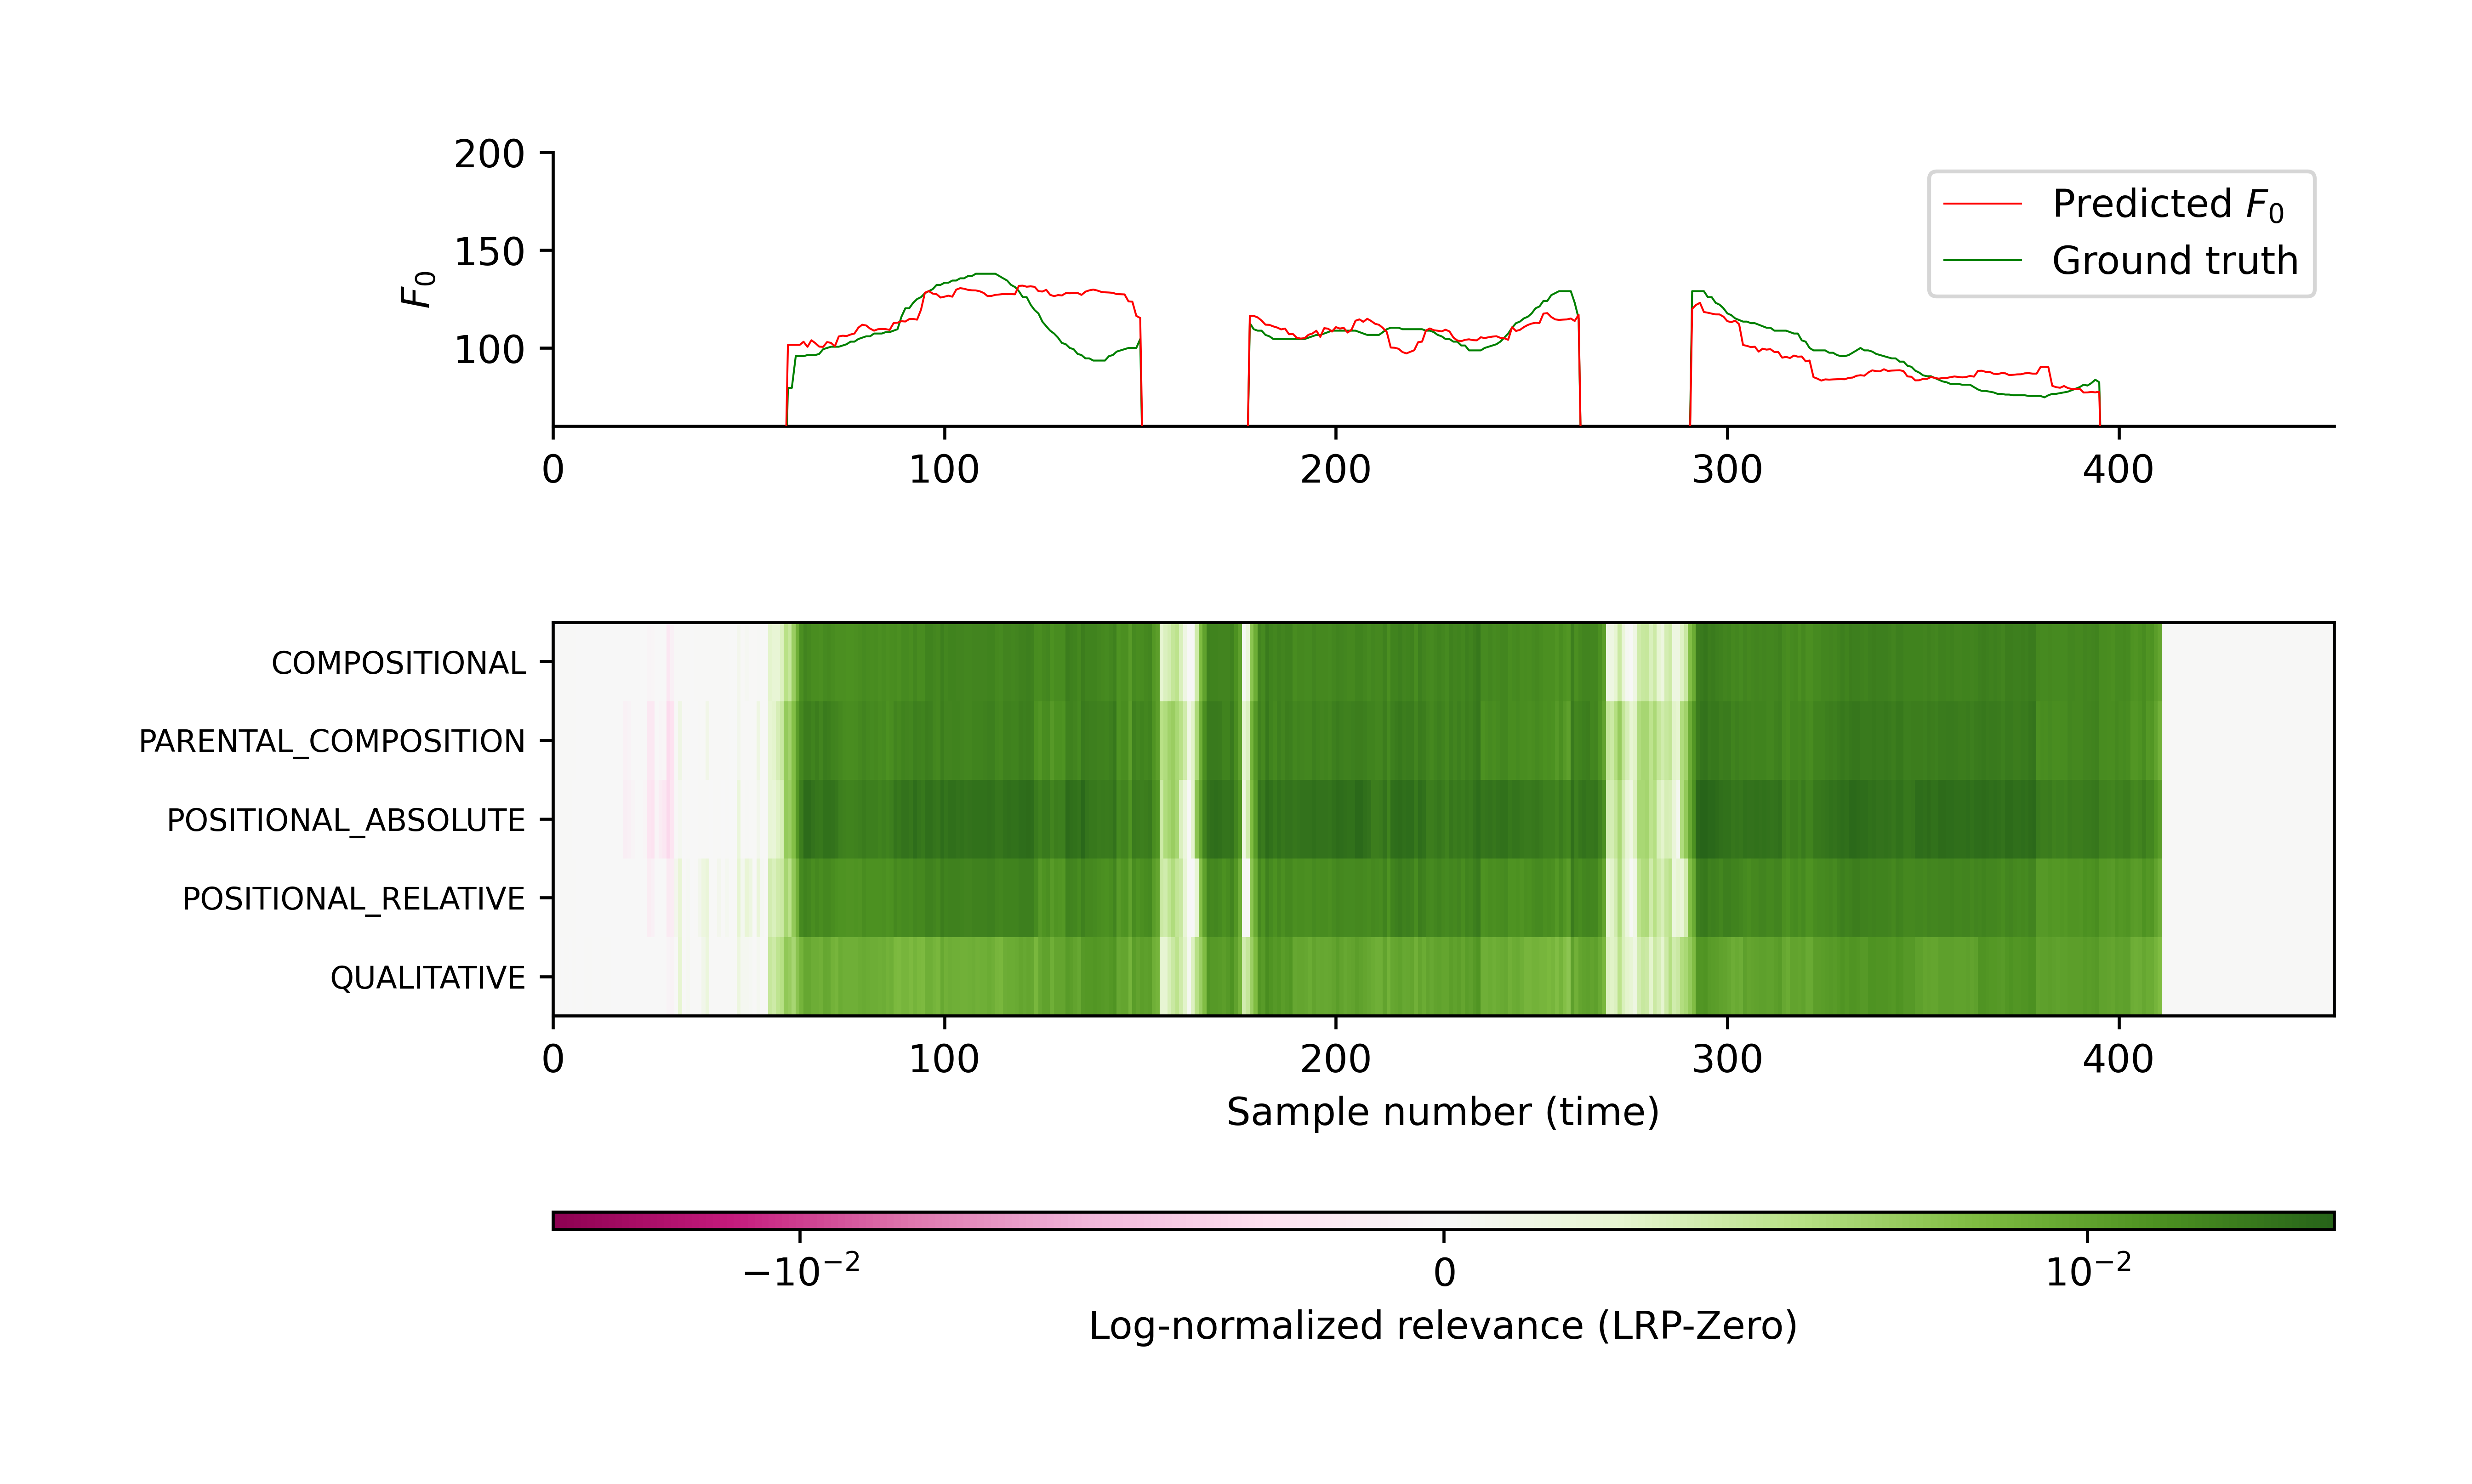 200
150
100
F₀
Predicted F₀
Ground truth
0 100 200 300 400
COMPOSITIONAL
PARENTAL_COMPOSITION
POSITIONAL_ABSOLUTE
POSITIONAL_RELATIVE
QUALITATIVE
0 100 200 300 400
Sample number (time)
−10⁻² 0 10⁻²
Log-normalized relevance (LRP-Zero)